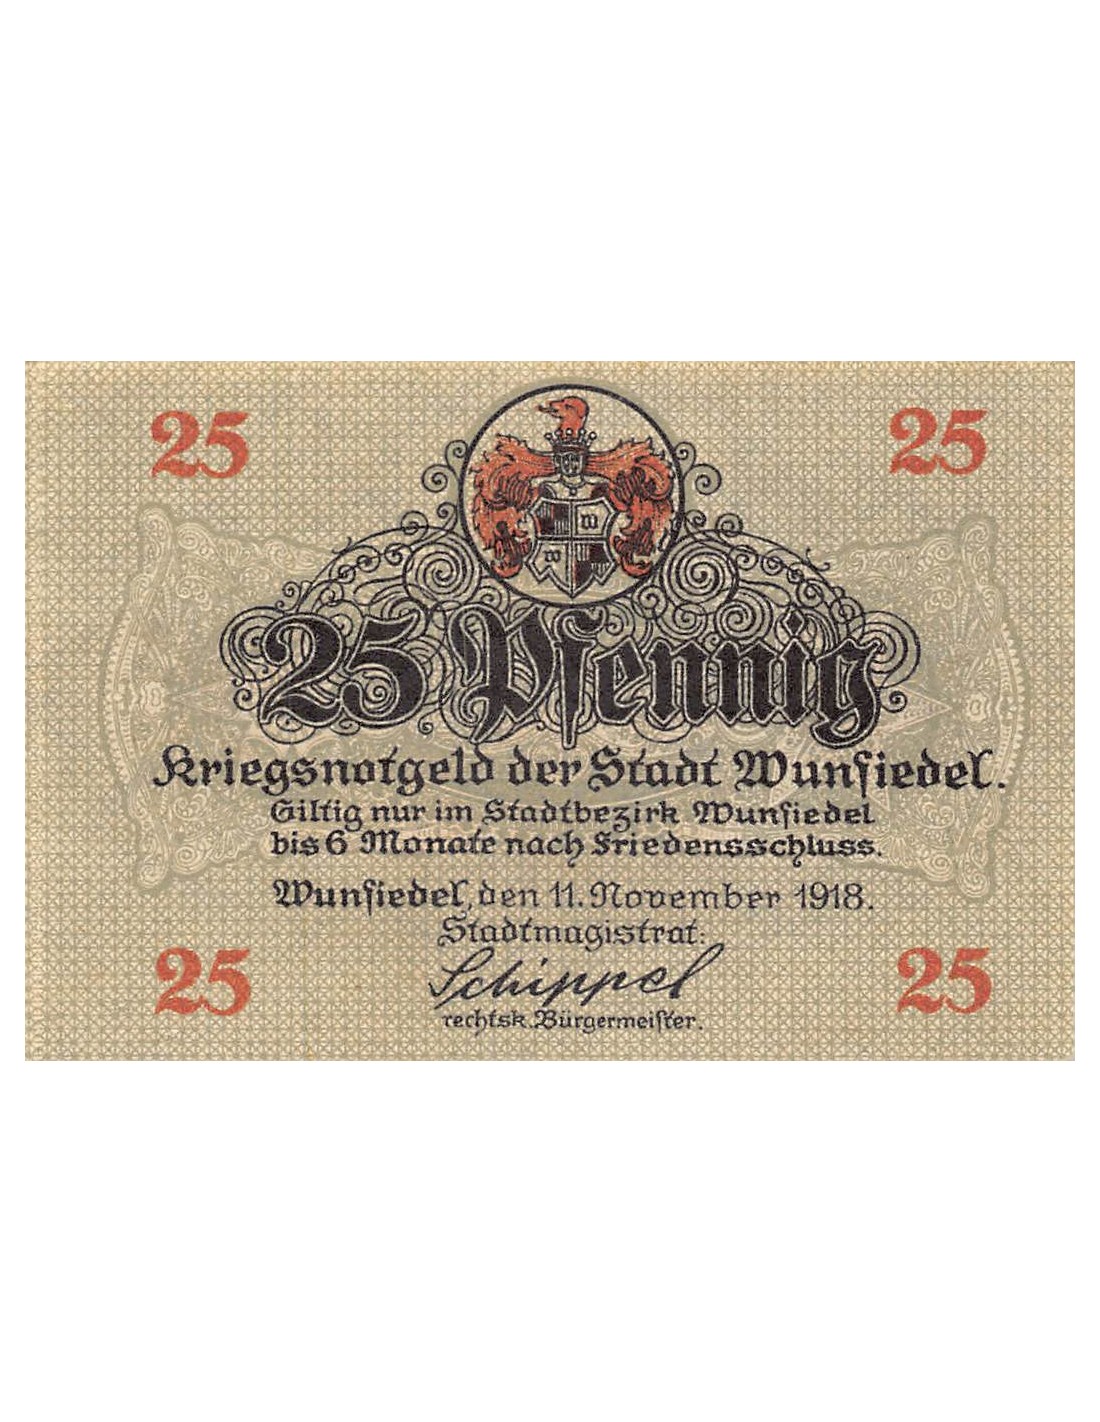 25 25
W
W
25 Pfennig
Kriegsnotgeld der Stadt Wunsiedel.
Giltig nur im Stadtbezirk Wunsiedel
bis 6 Monate nach Friedensschluss.
Wunsiedel, den 11. November 1918.
Stadtmagistrat:
Schippel
rechtsk. Bürgermeister.
25 25